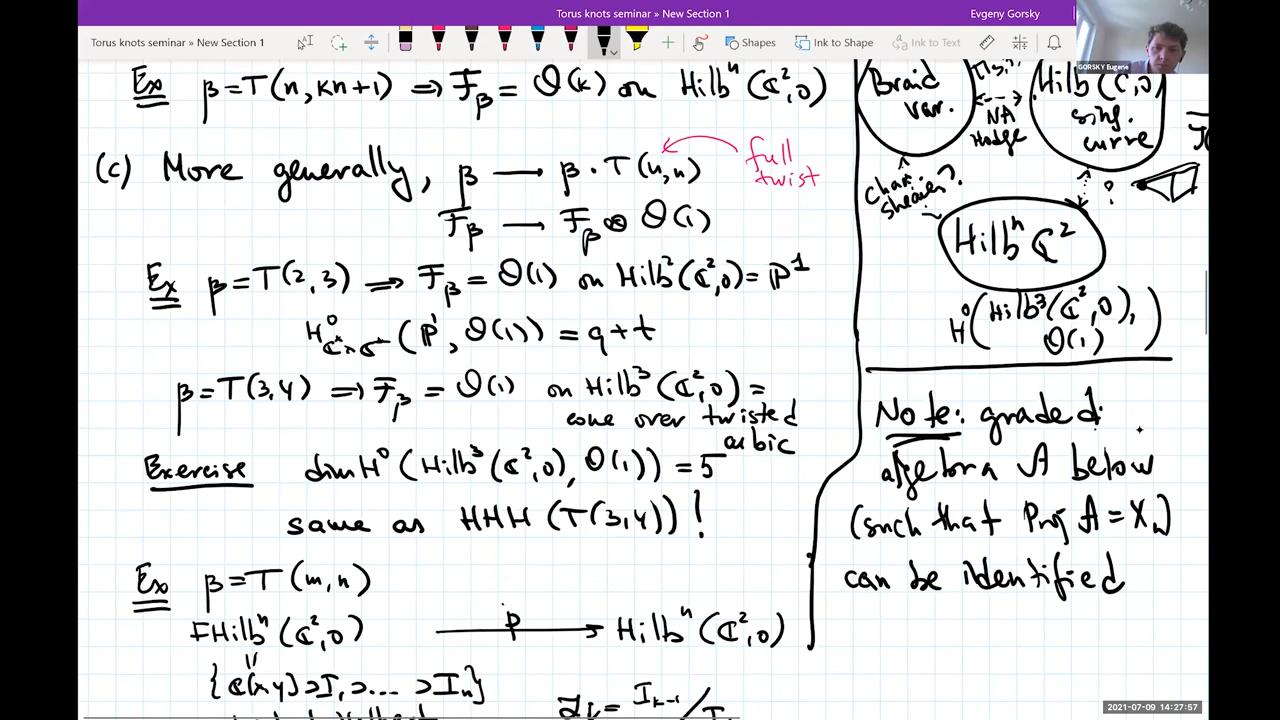 Torus knots seminar » New Section 1
Evgeny Gorsky
Torus knots seminar » New Section 1
Shapes
Ink to Shape
Ink to Text
GORSKY Eugene
Ex β = T(n, kn+1) ⟹ F_β = O(k) on Hilb^n(C², 0)
(c) More generally, β ⟶ β · T(n,n)
full twist
F_β ⟶ F_β ⊗ O(1)
Ex β = T(2,3) ⟹ F_β = O(1) on Hilb²(C²,0) = P¹
H⁰_{C*×C*}(P¹, O(1)) = q + t
β = T(3,4) ⟹ F_β = O(1) on Hilb³(C²,0) =
cone over twisted
cubic
Exercise dim H⁰(Hilb³(C²,0), O(1)) = 5
same as HHH(T(3,4))!
Ex β = T(m,n)
FHilb^n(C²,0) ⟶ p Hilb^n(C²,0)
{C[x,y] ⊃ I₁ ⊃ .... ⊃ I_n}
I_{k-1} /
Braid
var.
NA
Hodge
Hilb(C,0)
sing.
curve
char.
sheaves?
?
Hilb^n C²
H⁰(Hilb³(C²,0),
O(1))
Note: graded
algebra A below
(such that Proj A = X_n)
can be identified
2021-07-09 14:27:57